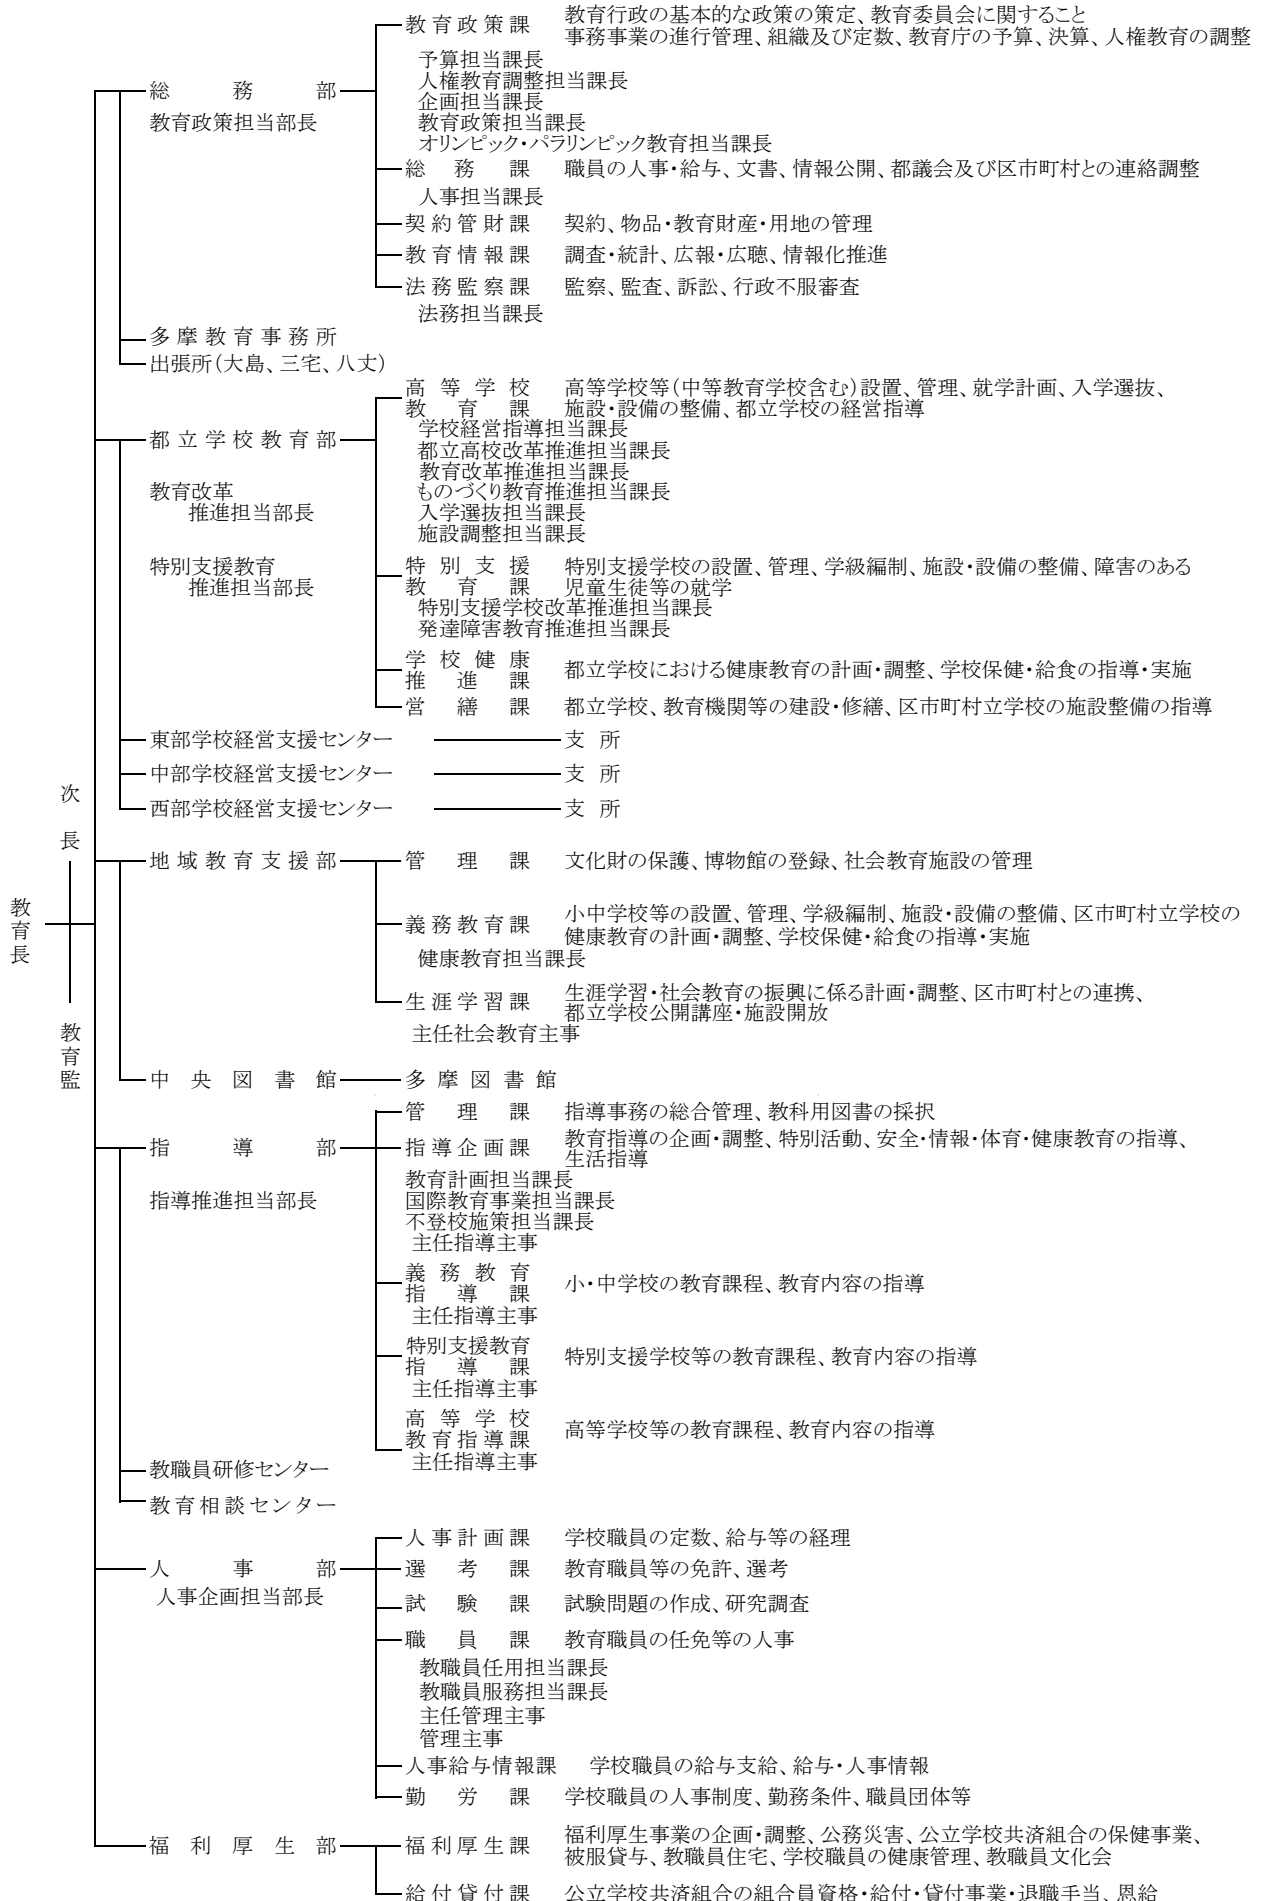 教育政策課 教育行政の基本的な政策の策定、教育委員会に関すること
事務事業の進行管理、組織及び定数、教育庁の予算、決算、人権教育の調整
予算担当課長
人権教育調整担当課長
総務部 企画担当課長
教育政策担当部長 教育政策担当課長
オリンピック・パラリンピック教育担当課長
総務課 職員の人事・給与、文書、情報公開、都議会及び区市町村との連絡調整
人事担当課長
契約管財課 契約、物品・教育財産・用地の管理
教育情報課 調査・統計、広報・広聴、情報化推進
法務監察課 監察、監査、訴訟、行政不服審査
法務担当課長
多摩教育事務所
出張所(大島、三宅、八丈)
高等学校 高等学校等(中等教育学校含む)設置、管理、就学計画、入学選抜、
教育課 施設・設備の整備、都立学校の経営指導
学校経営指導担当課長
都立学校教育部 都立高校改革推進担当課長
教育改革推進担当課長
教育改革 ものづくり教育推進担当課長
推進担当部長 入学選抜担当課長
施設調整担当課長
特別支援教育 特別支援 特別支援学校の設置、管理、学級編制、施設・設備の整備、障害のある
推進担当部長 教育課 児童生徒等の就学
特別支援学校改革推進担当課長
発達障害教育推進担当課長
学校健康
推進課 都立学校における健康教育の計画・調整、学校保健・給食の指導・実施
営繕課 都立学校、教育機関等の建設・修繕、区市町村立学校の施設整備の指導
東部学校経営支援センター 支所
中部学校経営支援センター 支所
西部学校経営支援センター 支所
次長
地域教育支援部 管理課 文化財の保護、博物館の登録、社会教育施設の管理
教育長
義務教育課 小中学校等の設置、管理、学級編制、施設・設備の整備、区市町村立学校の
健康教育の計画・調整、学校保健・給食の指導・実施
健康教育担当課長
生涯学習課 生涯学習・社会教育の振興に係る計画・調整、区市町村との連携、
都立学校公開講座・施設開放
主任社会教育主事
教育監
中央図書館 多摩図書館
管理課 指導事務の総合管理、教科用図書の採択
指導部 指導企画課 教育指導の企画・調整、特別活動、安全・情報・体育・健康教育の指導、
生活指導
教育計画担当課長
指導推進担当部長 国際教育事業担当課長
不登校施策担当課長
主任指導主事
義務教育
指導課 小・中学校の教育課程、教育内容の指導
主任指導主事
特別支援教育
指導課 特別支援学校等の教育課程、教育内容の指導
主任指導主事
高等学校
教育指導課 高等学校等の教育課程、教育内容の指導
主任指導主事
教職員研修センター
教育相談センター
人事計画課 学校職員の定数、給与等の経理
人事部 選考課 教育職員等の免許、選考
人事企画担当部長
試験課 試験問題の作成、研究調査
職員課 教育職員の任免等の人事
教職員任用担当課長
教職員服務担当課長
主任管理主事
管理主事
人事給与情報課 学校職員の給与支給、給与・人事情報
勤労課 学校職員の人事制度、勤務条件、職員団体等
福利厚生部 福利厚生課 福利厚生事業の企画・調整、公務災害、公立学校共済組合の保健事業、
被服貸与、教職員住宅、学校職員の健康管理、教職員文化会
給付貸付課 公立学校共済組合の組合員資格・給付・貸付事業・退職手当、恩給